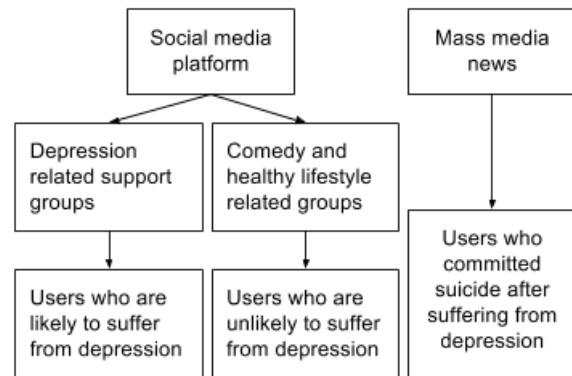 Social media
platform
Mass media
news
Depression
related support
groups
Comedy and
healthy lifestyle
related groups
Users who are
likely to suffer
from depression
Users who are
unlikely to suffer
from depression
Users who
committed
suicide after
suffering from
depression